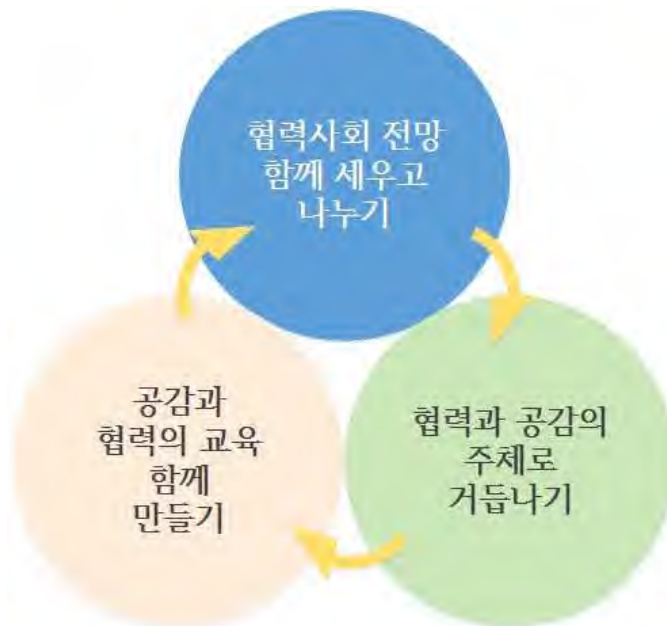 협력사회 전망
함께 세우고
나누기
공감과
협력의 교육
함께
만들기
협력과 공감의
주체로
거듭나기